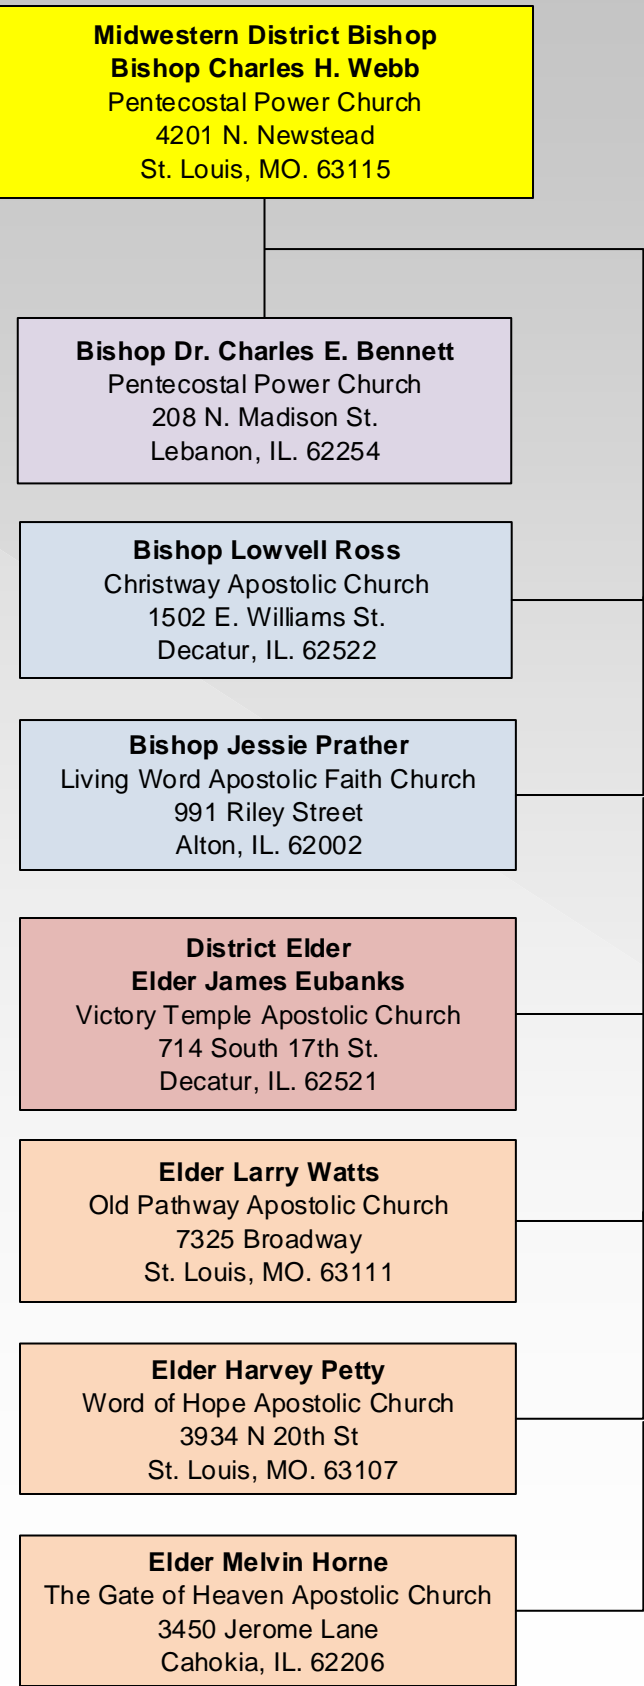 Midwestern District Bishop
Bishop Charles H. Webb
Pentecostal Power Church
4201 N. Newstead
St. Louis, MO. 63115
Bishop Dr. Charles E. Bennett
Pentecostal Power Church
208 N. Madison St.
Lebanon, IL. 62254
Bishop Lowvell Ross
Christway Apostolic Church
1502 E. Williams St.
Decatur, IL. 62522
Bishop Jessie Prather
Living Word Apostolic Faith Church
991 Riley Street
Alton, IL. 62002
District Elder
Elder James Eubanks
Victory Temple Apostolic Church
714 South 17th St.
Decatur, IL. 62521
Elder Larry Watts
Old Pathway Apostolic Church
7325 Broadway
St. Louis, MO. 63111
Elder Harvey Petty
Word of Hope Apostolic Church
3934 N 20th St
St. Louis, MO. 63107
Elder Melvin Horne
The Gate of Heaven Apostolic Church
3450 Jerome Lane
Cahokia, IL. 62206